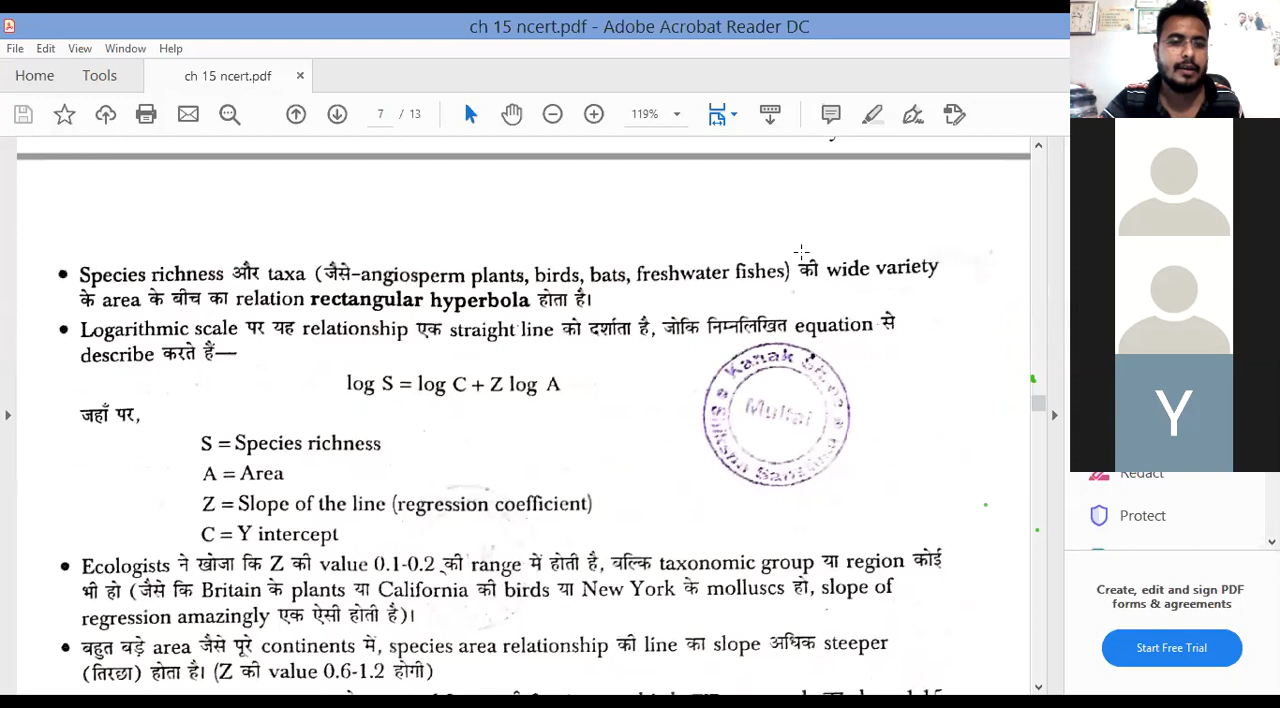 ch 15 ncert.pdf - Adobe Acrobat Reader DC
File Edit View Window Help
Home Tools ch 15 ncert.pdf ×
7 / 13 119%
• Species richness और taxa (जैसे-angiosperm plants, birds, bats, freshwater fishes) की wide variety
के area के बीच का relation rectangular hyperbola होता है।
• Logarithmic scale पर यह relationship एक straight line को दर्शाता है, जोकि निम्नलिखित equation से
describe करते हैं—
log S = log C + Z log A
जहाँ पर,
S = Species richness
A = Area
Z = Slope of the line (regression coefficient)
C = Y intercept
• Ecologists ने खोजा कि Z की value 0.1-0.2 की range में होती है, बल्कि taxonomic group या region कोई
भी हो (जैसे कि Britain के plants या California की birds या New York के molluscs हो, slope of
regression amazingly एक ऐसी होती है)।
• बहुत बड़े area जैसे पूरे continents में, species area relationship की line का slope अधिक steeper
(तिरछा) होता है। (Z की value 0.6-1.2 होगी)
Kanak
Multai
Shiksha
Y
Redact
Protect
Create, edit and sign PDF
forms & agreements
Start Free Trial